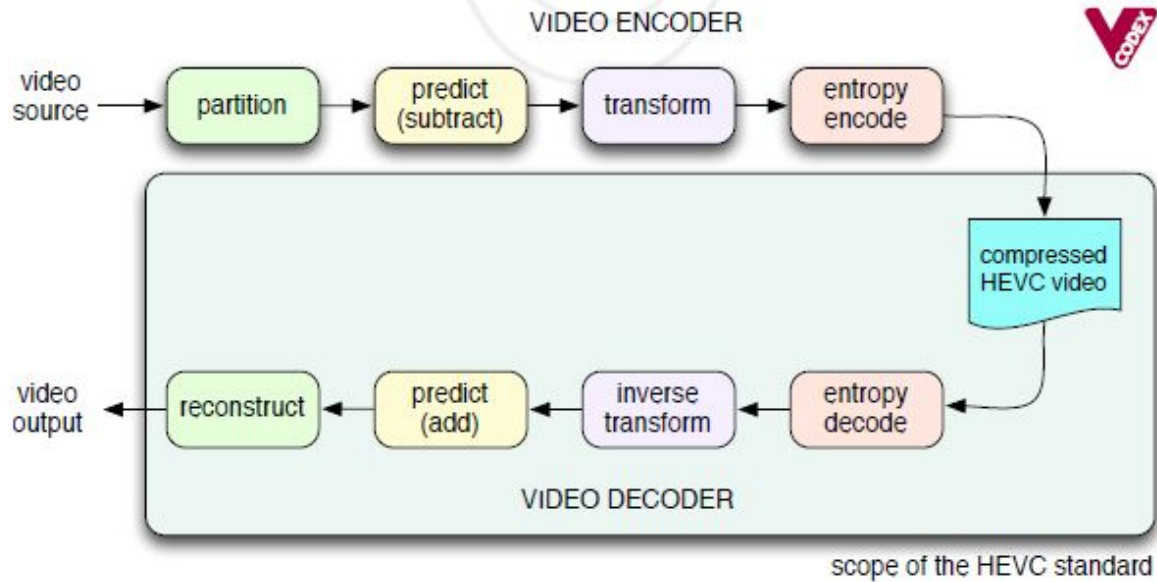 VIDEO ENCODER
V
CODEX
video
source
partition
predict
(subtract)
transform
entropy
encode
compressed
HEVC video
video
output
reconstruct
predict
(add)
inverse
transform
entropy
decode
VIDEO DECODER
scope of the HEVC standard